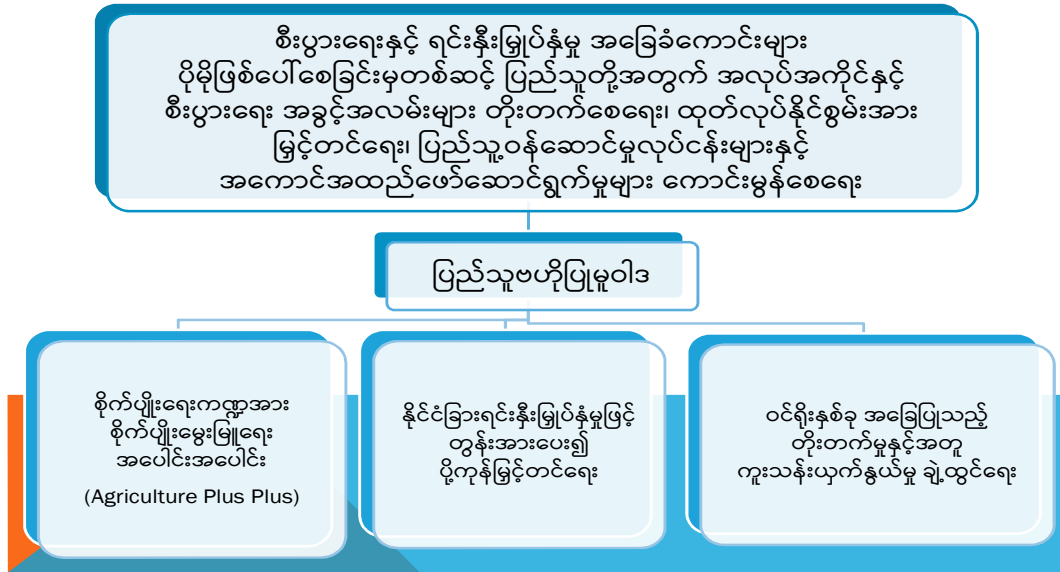 စီးပွားရေးနှင့် ရင်းနှီးမြှုပ်နှံမှု အခြေခံကောင်းများ
ပိုမိုဖြစ်ပေါ်စေခြင်းမှတစ်ဆင့် ပြည်သူတို့အတွက် အလုပ်အကိုင်နှင့်
စီးပွားရေး အခွင့်အလမ်းများ တိုးတက်စေရေး၊ ထုတ်လုပ်နိုင်စွမ်းအား
မြှင့်တင်ရေး၊ ပြည်သူ့ဝန်ဆောင်မှုလုပ်ငန်းများနှင့်
အကောင်အထည်ဖော်ဆောင်ရွက်မှုများ ကောင်းမွန်စေရေး
ပြည်သူဗဟိုပြုမူဝါဒ
စိုက်ပျိုးရေးကဏ္ဍအား
စိုက်ပျိုးမွေးမြူရေး
အပေါင်းအပေါင်း
(Agriculture Plus Plus)
နိုင်ငံခြားရင်းနှီးမြှုပ်နှံမှုဖြင့်
တွန်းအားပေး၍
ပို့ကုန်မြှင့်တင်ရေး
ဝင်ရိုးနှစ်ခု အခြေပြုသည့်
တိုးတက်မှုနှင့်အတူ
ကူးသန်းယှက်နွယ်မှု ချဲ့ထွင်ရေး